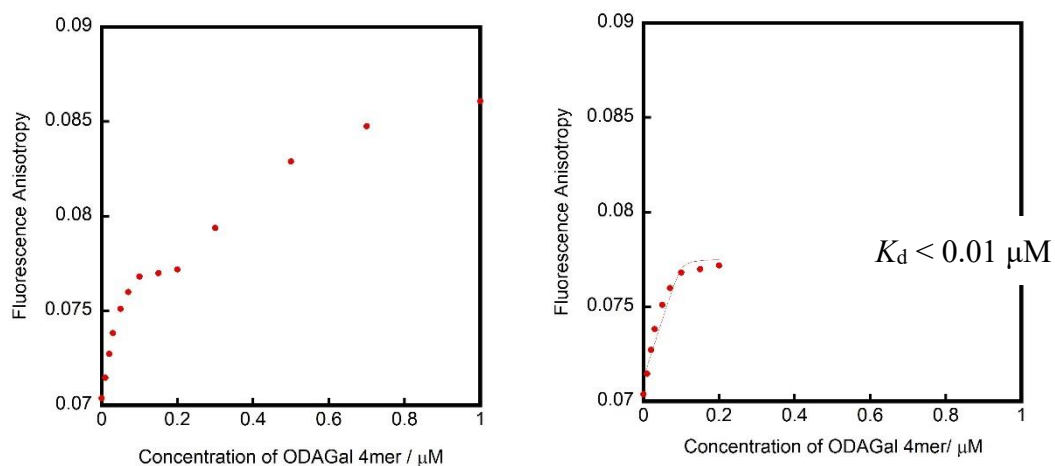 0.09
0.085
0.08
0.075
0.07
Fluorescence Anisotropy
0 0.2 0.4 0.6 0.8 1
Concentration of ODAGal 4mer / μM
0.09
0.085
0.08
0.075
0.07
Fluorescence Anisotropy
0 0.2 0.4 0.6 0.8 1
Concentration of ODAGal 4mer/ μM
Kd < 0.01 μM